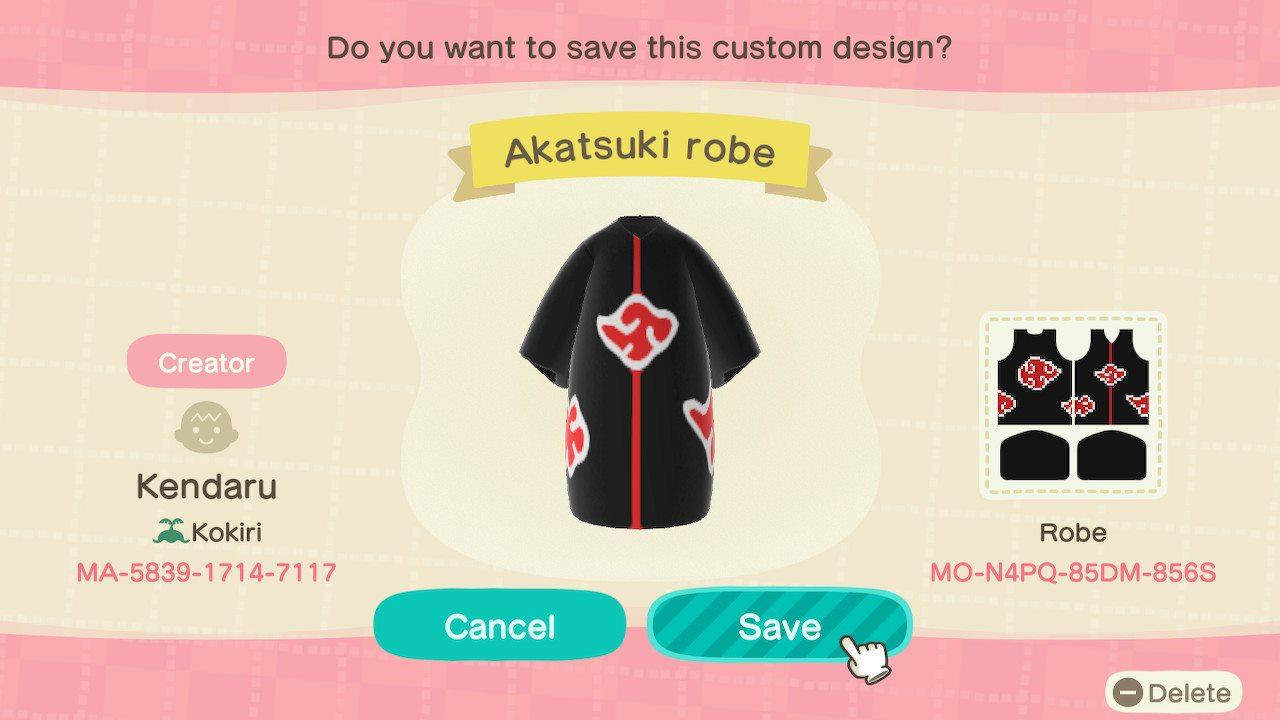 Do you want to save this custom design?
Akatsuki robe
Creator
Kendaru
Kokiri
MA-5839-1714-7117
Robe
MO-N4PQ-85DM-856S
Cancel
Save
Delete